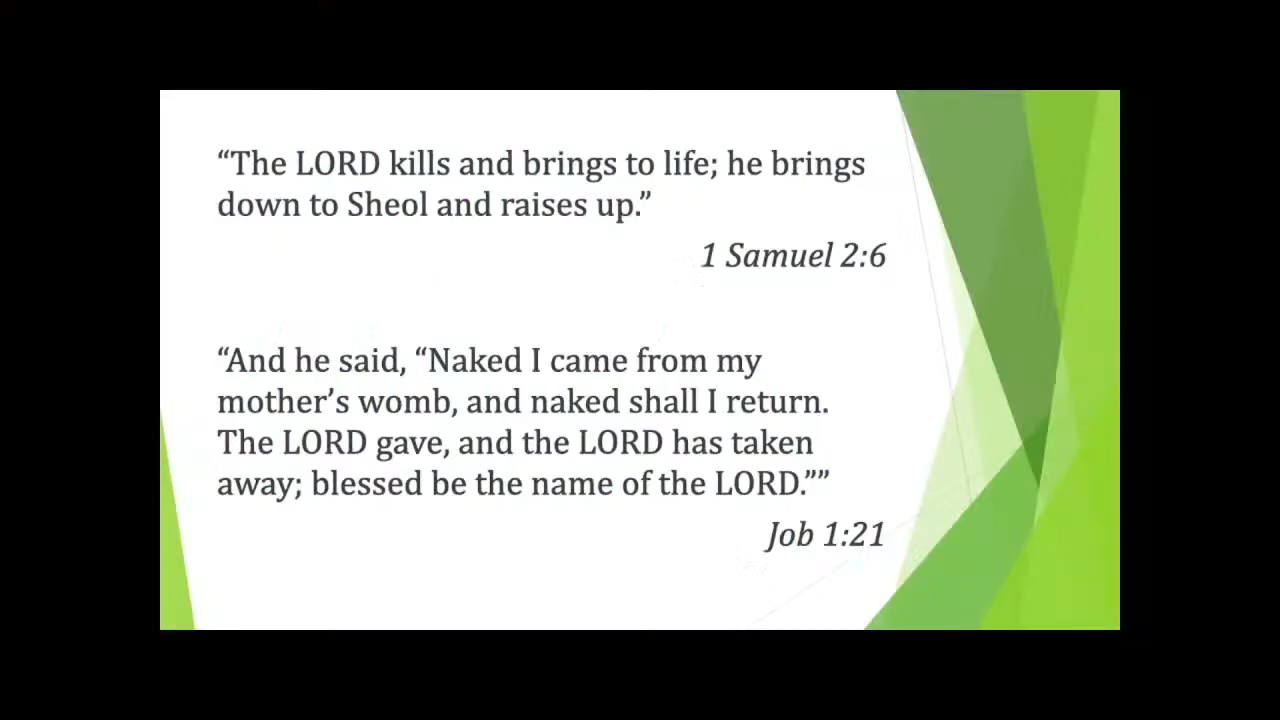 “The LORD kills and brings to life; he brings
down to Sheol and raises up.”
1 Samuel 2:6
“And he said, “Naked I came from my
mother’s womb, and naked shall I return.
The LORD gave, and the LORD has taken
away; blessed be the name of the LORD.””
Job 1:21